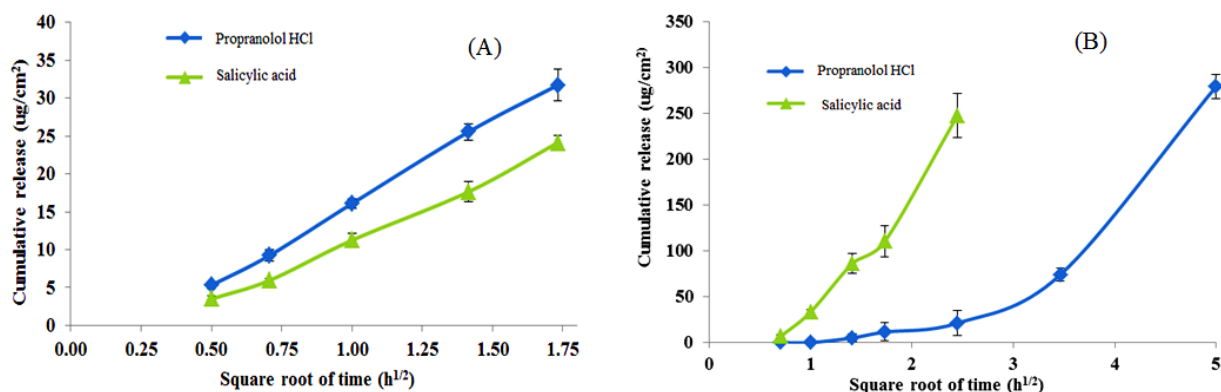 (A)
Propranolol HCl
Salicylic acid
Cumulative release (ug/cm²)
40
35
30
25
20
15
10
5
0
0.00 0.25 0.50 0.75 1.00 1.25 1.50 1.75
Square root of time (h^1/2)
(B)
Propranolol HCl
Salicylic acid
Cumulative release (ug/cm²)
350
300
250
200
150
100
50
0
0 1 2 3 4 5
Square root of time (h^1/2)